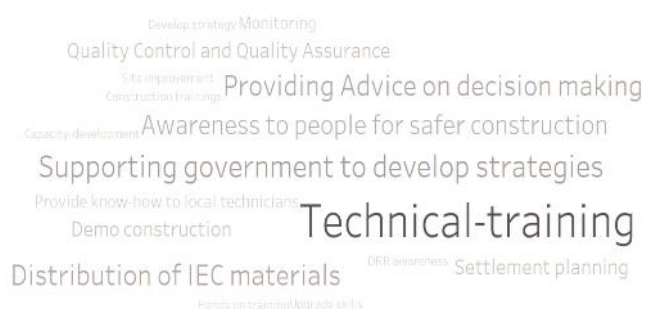 Develop strategy Monitoring
Quality Control and Quality Assurance
Site improvement
Construction trainings Providing Advice on decision making
Capacity-development Awareness to people for safer construction
Supporting government to develop strategies
Provide know-how to local technicians
Demo construction
Technical-training
DRR awareness Settlement planning
Distribution of IEC materials
Hands on training Upgrade skills